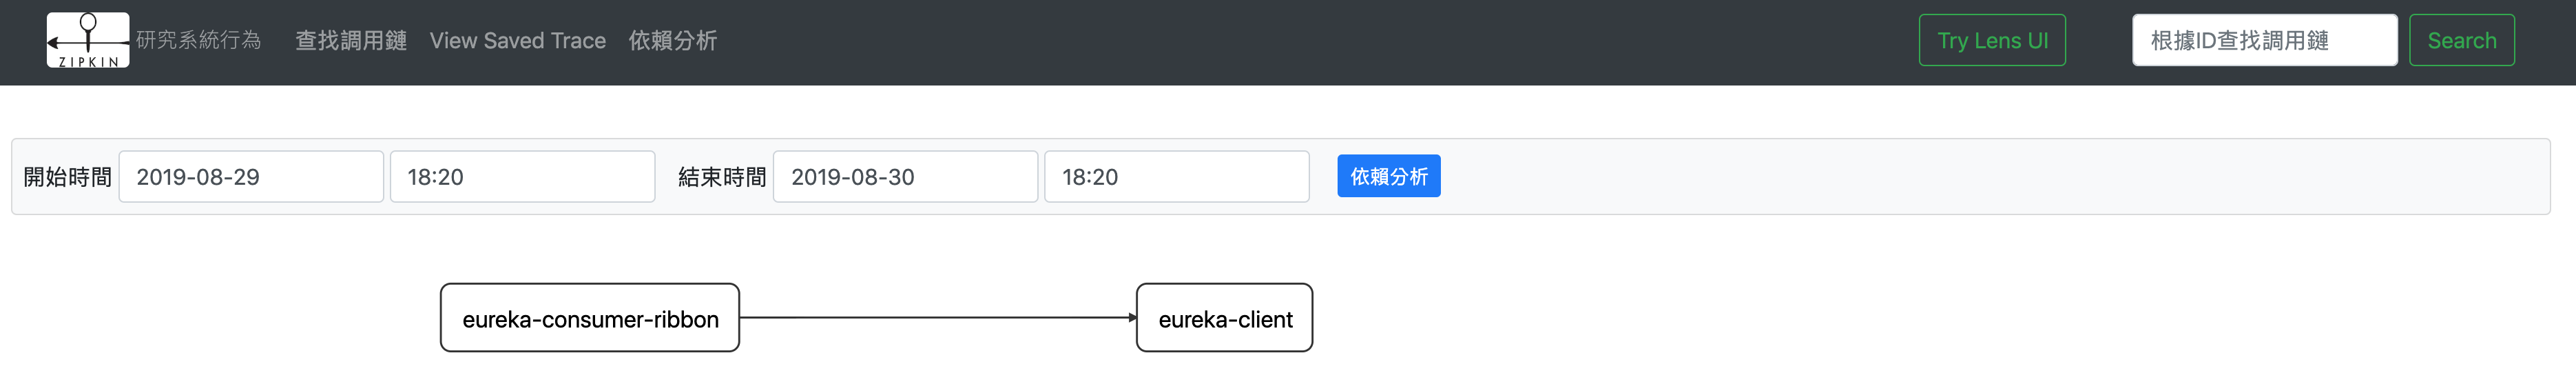 ZIPKIN 研究系統行為 查找調用鏈 View Saved Trace 依賴分析 Try Lens UI 根據ID查找調用鏈 Search
開始時間 2019-08-29 18:20 結束時間 2019-08-30 18:20 依賴分析
eureka-consumer-ribbon eureka-client